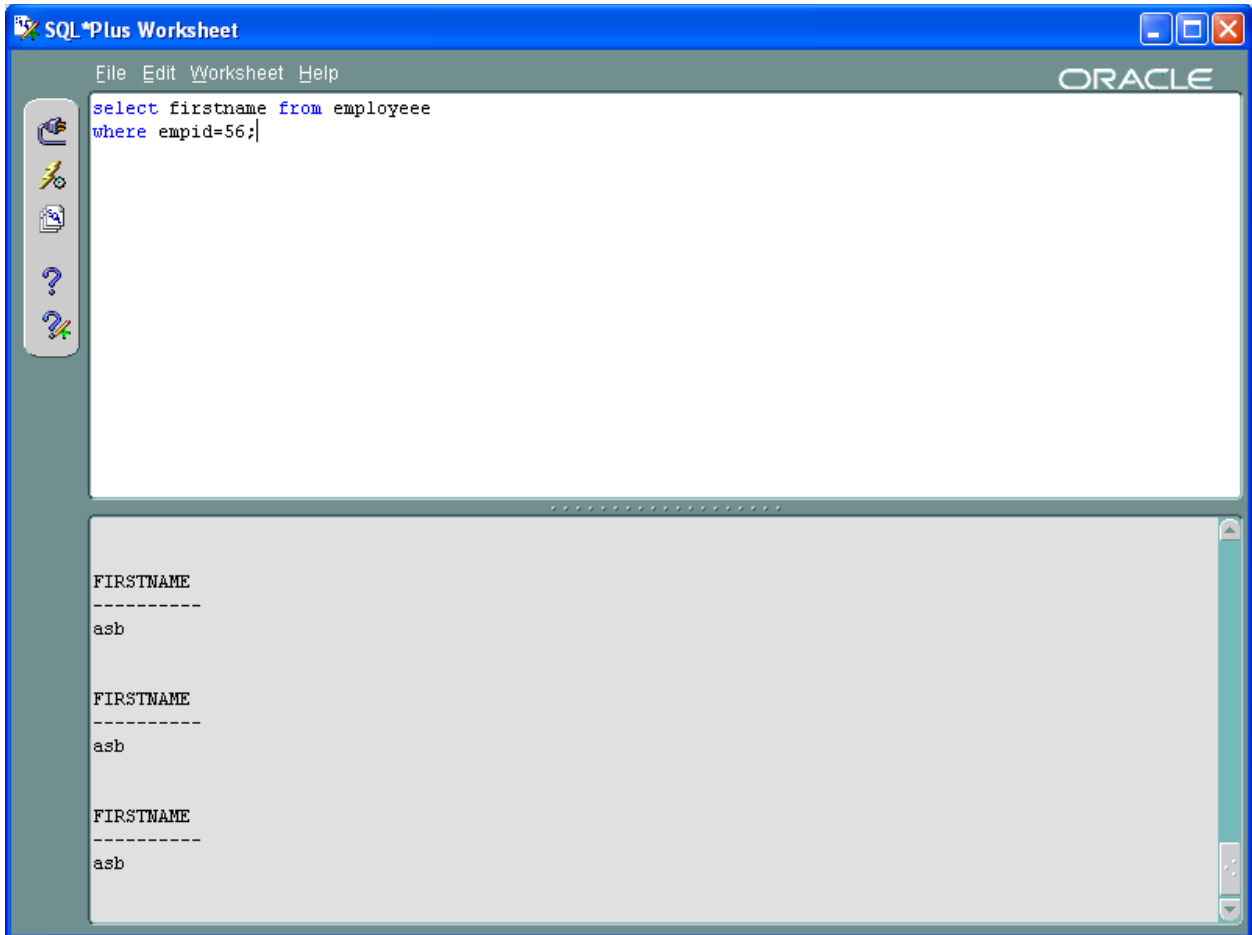 SQL*Plus Worksheet
File Edit Worksheet Help
ORACLE
select firstname from employeee
where empid=56;
FIRSTNAME
----------
asb
FIRSTNAME
----------
asb
FIRSTNAME
----------
asb